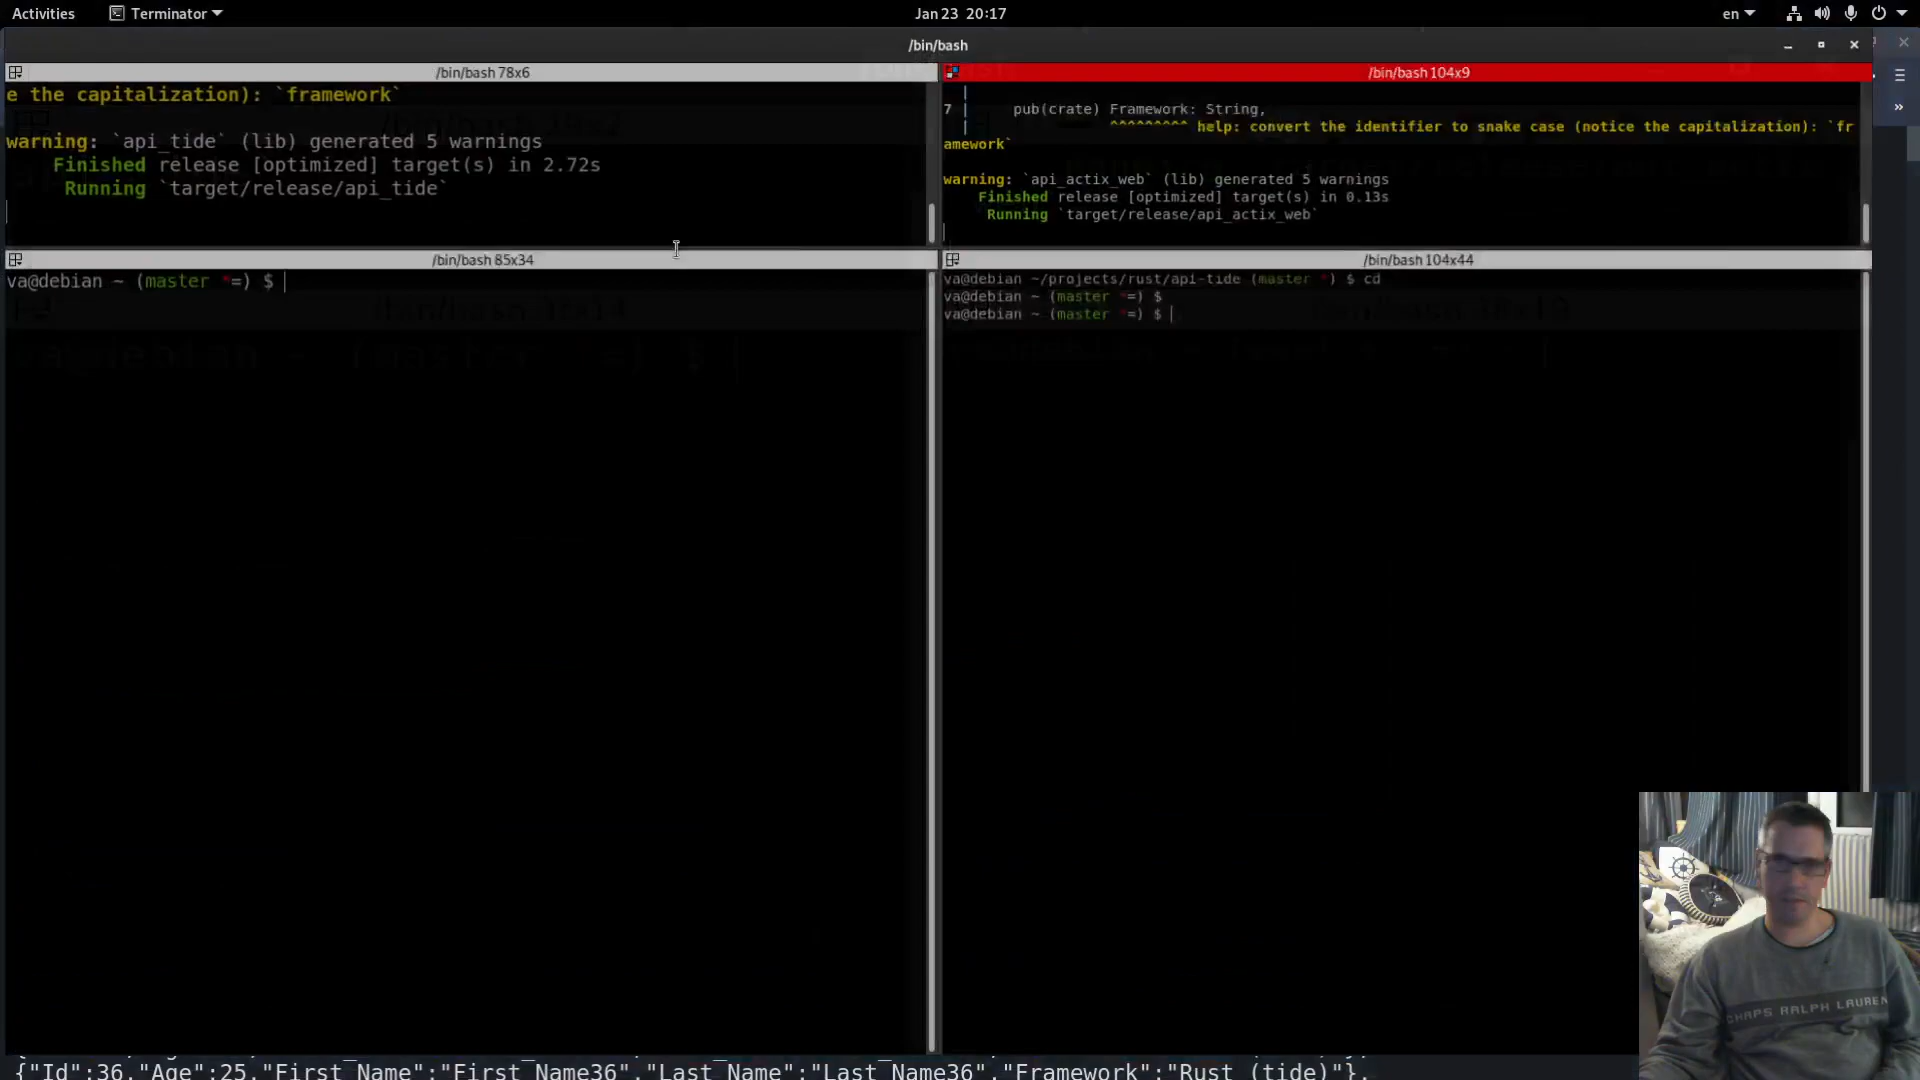 Activities
Terminator
Jan 23 20:17
en
/bin/bash
/bin/bash 78x6
e the capitalization): `framework`
warning: `api_tide` (lib) generated 5 warnings
Finished release [optimized] target(s) in 2.72s
Running `target/release/api_tide`
/bin/bash 104x9
|
7 | pub(crate) Framework: String,
| ^^^^^^^^^ help: convert the identifier to snake case (notice the capitalization): `fr
amework`
warning: `api_actix_web` (lib) generated 5 warnings
Finished release [optimized] target(s) in 0.13s
Running `target/release/api_actix_web`
/bin/bash 85x34
va@debian ~ (master *=) $
/bin/bash 104x44
va@debian ~/projects/rust/api-tide (master *) $ cd
va@debian ~ (master *=) $
va@debian ~ (master *=) $
CHAPS RALPH LAUREN
{"Id":36,"Age":25,"First_Name":"First_Name36","Last_Name":"Last_Name36","Framework":"Rust (tide)"},